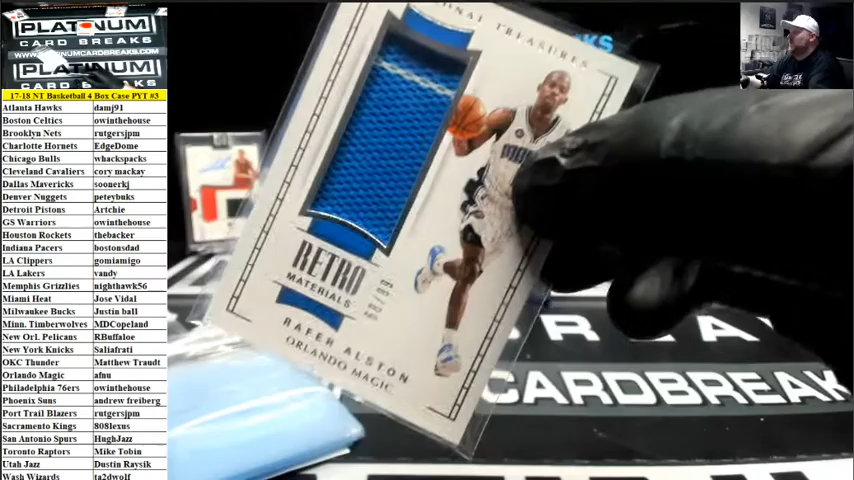 PLATINUM
CARD BREAKS
WWW.PLATINUMCARDBREAKS.COM
PLATINUM
CARD BREAKS
17-18 NT Basketball 4 Box Case PYT #3
Atlanta Hawks damj91
Boston Celtics owinthehouse
Brooklyn Nets rutgersjpm
Charlotte Hornets EdgeDome
Chicago Bulls whackspacks
Cleveland Cavaliers cory mackay
Dallas Mavericks soonerkj
Denver Nuggets peteybuks
Detroit Pistons Artchie
GS Warriors owinthehouse
Houston Rockets thebacker
Indiana Pacers bostonsdad
LA Clippers gomiamigo
LA Lakers vandy
Memphis Grizzlies nighthawk56
Miami Heat Jose Vidal
Milwaukee Bucks Justin ball
Minn. Timberwolves MDCopeland
New Orl. Pelicans RBuffaloe
New York Knicks Saliafrati
OKC Thunder Matthew Traudt
Orlando Magic afnu
Philadelphia 76ers owinthehouse
Phoenix Suns andrew freiberg
Port Trail Blazers rutgersjpm
Sacramento Kings 808lexus
San Antonio Spurs HughJazz
Toronto Raptors Mike Tobin
Utah Jazz Dustin Raysik
Wash Wizards ta2dwolf
ONAL TREASURES
KS
RETRO
MATERIALS
RAFER ALSTON
ORLANDO MAGIC
RD
REA
CARDBREAK